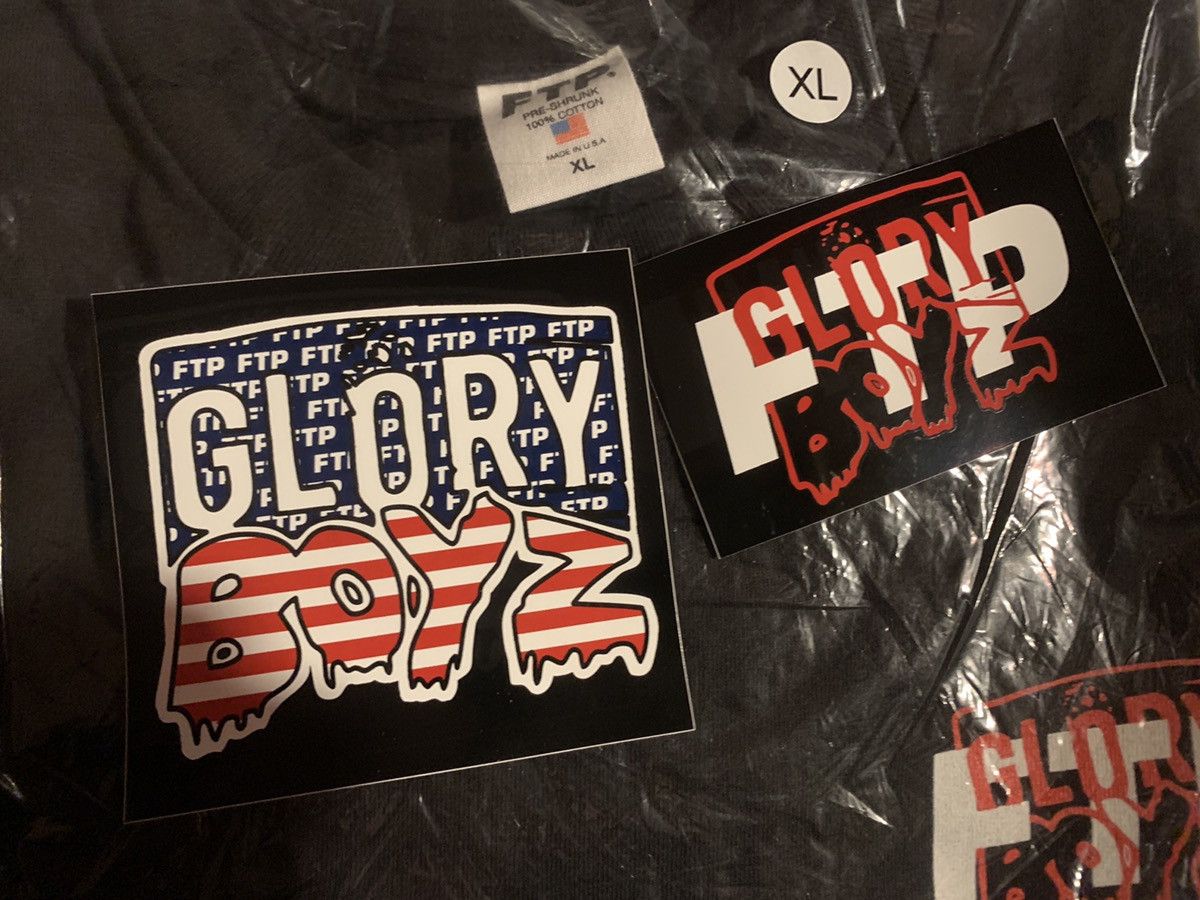 FTP®
PRE-SHRUNK
100% COTTON
MADE IN U.S.A
XL
XL
FTP
GLORY
BOYZ
FTP FTP FTP FTP FTP FTP
GLORY
BOYZ
FTP
GLORY
BO